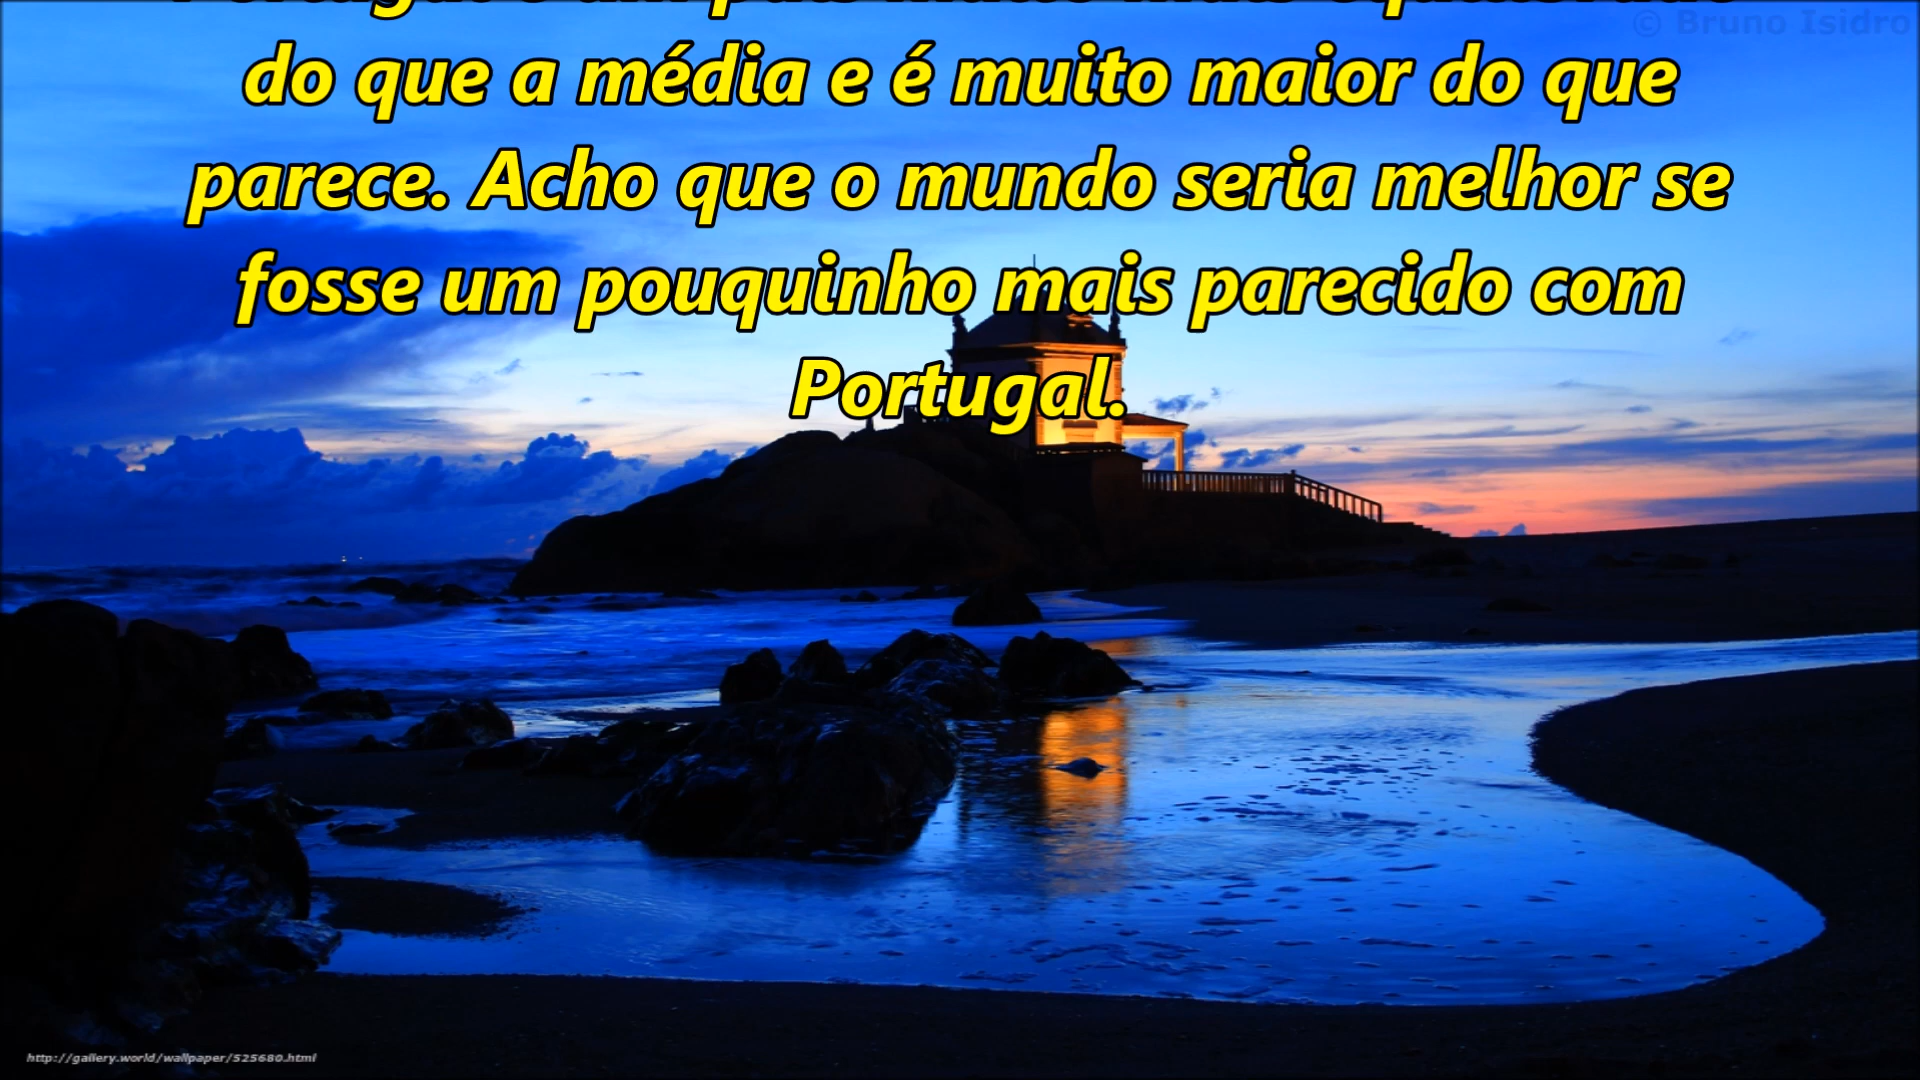 © Bruno Isidro
do que a média e é muito maior do que
parece. Acho que o mundo seria melhor se
fosse um pouquinho mais parecido com
Portugal.
http://gallery.world/wallpaper/525680.html